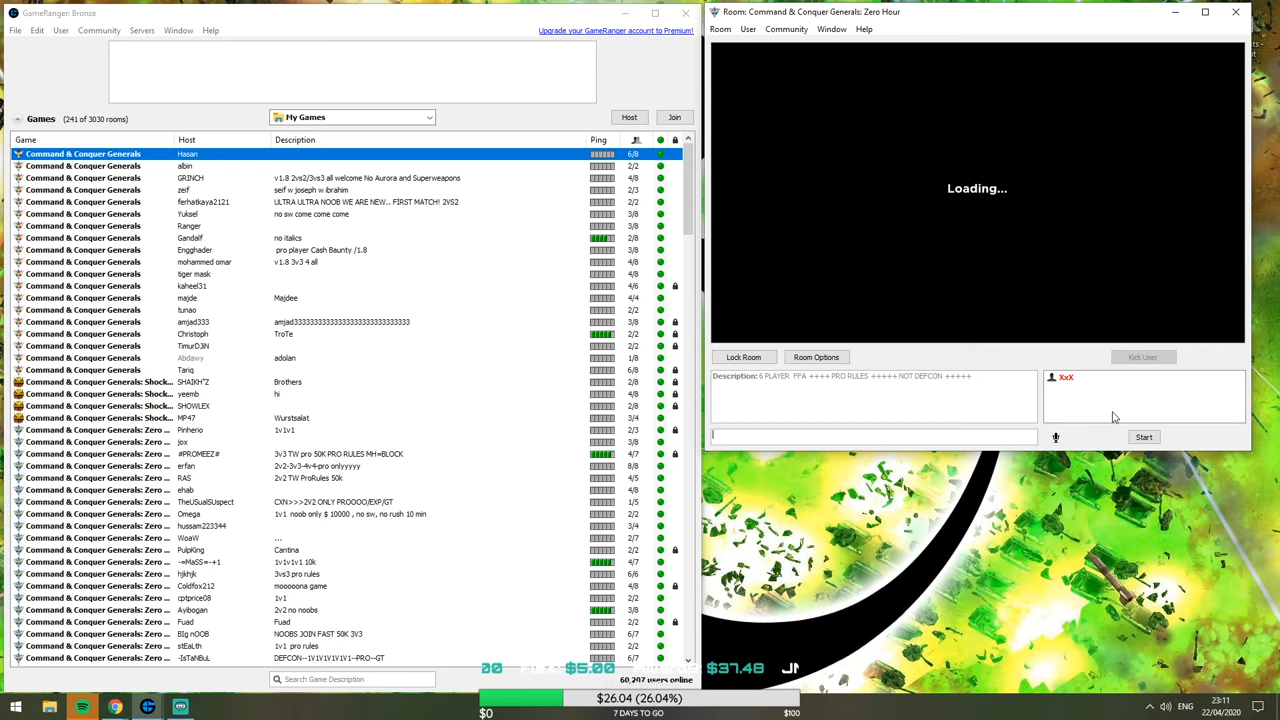 GameRanger: Bronze
File Edit User Community Servers Window Help
Upgrade your GameRanger account to Premium!
Games (241 of 3030 rooms) My Games Host Join
Game Host Description Ping
Command & Conquer Generals Hasan 6/8
Command & Conquer Generals albin 2/2
Command & Conquer Generals GRINCH v1.8 2vs2/3vs3 all welcome No Aurora and Superweapons 4/8
Command & Conquer Generals zeif seif w joseph w ibrahim 2/3
Command & Conquer Generals ferhatkaya2121 ULTRA ULTRA NOOB WE ARE NEW.. FİRST MATCH! 2VS2 2/2
Command & Conquer Generals Yuksel no sw come come come 3/8
Command & Conquer Generals Ranger 3/8
Command & Conquer Generals Gandalf no italics 2/8
Command & Conquer Generals Engghader pro player Cash Baunty /1.8 3/8
Command & Conquer Generals mohammed omar v1.8 3v3 4 all 4/8
Command & Conquer Generals tiger mask 4/8
Command & Conquer Generals kaheel31 4/6
Command & Conquer Generals majde Majdee 4/4
Command & Conquer Generals tunao 2/2
Command & Conquer Generals amjad333 3/8
Command & Conquer Generals Christoph TroTe 2/2
Command & Conquer Generals TimurDJiN 2/2
Command & Conquer Generals Abdawy adolan 1/8
Command & Conquer Generals Tariq 6/8
Command & Conquer Generals: Shock... SHAIKH"Z Brothers 2/8
Command & Conquer Generals: Shock... yeemb hi 4/8
Command & Conquer Generals: Shock... SHOWLEX 2/8
Command & Conquer Generals: Shock... MP47 Wurstsalat 3/4
Command & Conquer Generals: Zero ... Pinherio 1v1v1 2/3
Command & Conquer Generals: Zero ... jox 2/3
Command & Conquer Generals: Zero ... #PROMEEZ# 3v3 TW pro 50K PRO RULES MH=BLOCK 4/7
Command & Conquer Generals: Zero ... erfan 2v2-3v3-4v4-pro onlyyyyy 8/8
Command & Conquer Generals: Zero ... RAS 2v2 TW ProRules 50k 4/5
Command & Conquer Generals: Zero ... ehab 4/8
Command & Conquer Generals: Zero ... TheUSualSUspect CXN>>>2V2 ONLY PROOOO/EXP/GT 1/5
Command & Conquer Generals: Zero ... Omega 1v1 noob only $ 10000 , no sw, no rush 10 min 2/2
Command & Conquer Generals: Zero ... hussam223344 3/4
Command & Conquer Generals: Zero ... WoaW ... 2/7
Command & Conquer Generals: Zero ... PulpKing Cantina 2/2
Command & Conquer Generals: Zero ... -=MaSS=-+1 1v1v1v1 10k 4/7
Command & Conquer Generals: Zero ... hjkhjk 3vs3 pro rules 6/6
Command & Conquer Generals: Zero ... Coldfox212 mooooona game 4/8
Command & Conquer Generals: Zero ... cptprice08 1v1 2/2
Command & Conquer Generals: Zero ... Ayibogan 2v2 no noobs 3/8
Command & Conquer Generals: Zero ... Fuad Fuad 2/2
Command & Conquer Generals: Zero ... BIg nOOB NOOBS JOIN FAST 50K 3V3 6/7
Command & Conquer Generals: Zero ... stEaLth 1v1 pro rules 2/2
Command & Conquer Generals: Zero ... -IsTaNbUL DEFCON--1V1V1V1V1V1--PRO--GT 6/7
Search Game Description
60,207 users online
Room: Command & Conquer Generals: Zero Hour
Room User Community Window Help
Loading...
Lock Room Room Options Kick User
Description: 6 PLAYER. FFA ++++ PRO RULES +++++ NOT DEFCON +++++
XxX
Start
$5.00 $37.48
$26.04 (26.04%)
$0 7 DAYS TO GO $100
ENG 23:11
22/04/2020